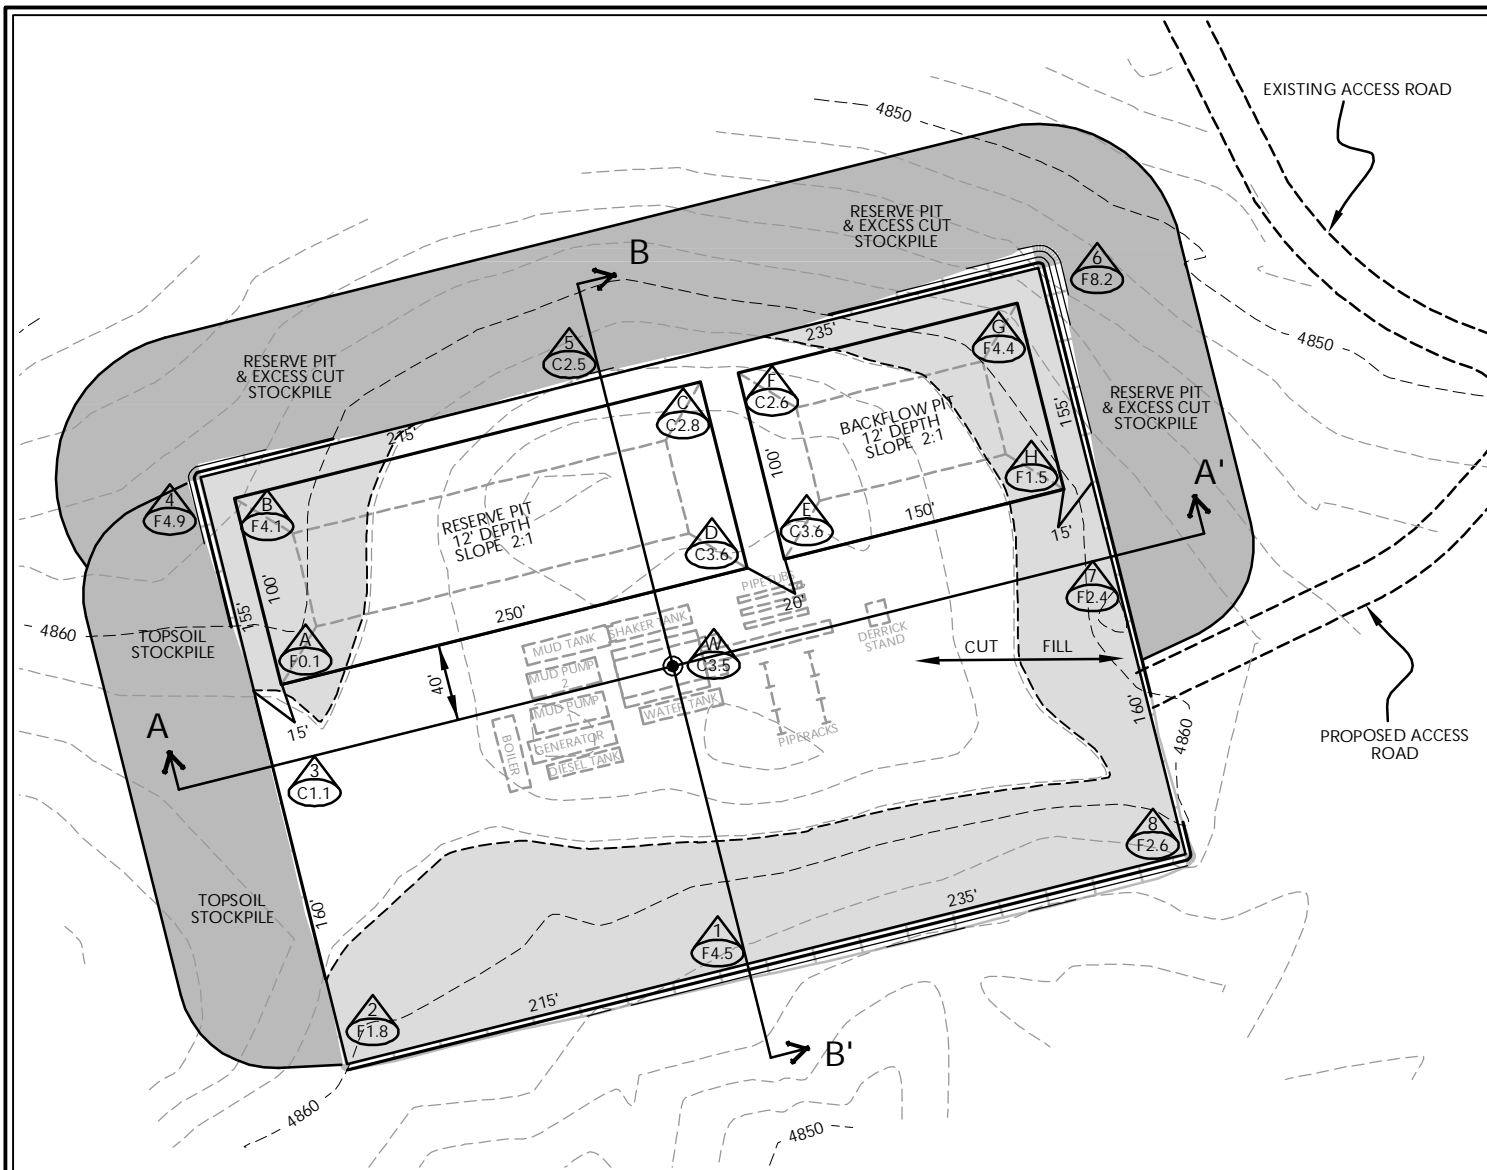 EXISTING ACCESS ROAD
4850
RESERVE PIT
& EXCESS CUT
STOCKPILE
B
6
F8.2
235'
G
F4.4
4850
5
C2.5
RESERVE PIT
& EXCESS CUT
STOCKPILE
F
C2.6
C
C2.8
BACKFLOW PIT
12' DEPTH
SLOPE 2:1
155'
RESERVE PIT
& EXCESS CUT
STOCKPILE
215'
100'
H
F1.5
A'
4
F4.9
B
F4.1
RESERVE PIT
12' DEPTH
SLOPE 2:1
E
C3.6
150'
15'
D
C3.6
100'
155'
250'
PIPE TUBS
20'
7
F2.4
4860
TOPSOIL
STOCKPILE
A
F0.1
MUD TANK
SHAKER TANK
DERRICK
STAND
W
C3.5
CUT
FILL
MUD PUMP
2
40'
MUD PUMP
1
WATER TANK
160'
4860
A
15'
BOILER
GENERATOR
DIESEL TANK
PIPERACKS
PROPOSED ACCESS
ROAD
3
C1.1
8
F2.6
TOPSOIL
STOCKPILE
160'
235'
1
F4.5
215'
2
F1.8
B'
4860
4850